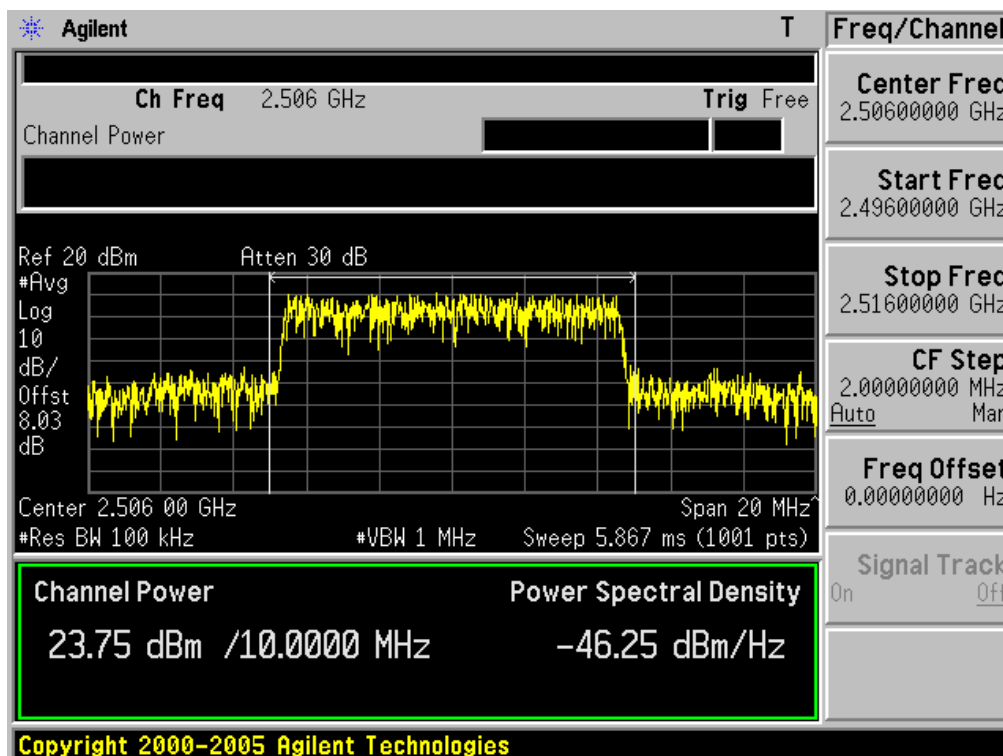 Agilent
T
Freq/Channel
Ch Freq 2.506 GHz
Trig Free
Channel Power
Center Freq
2.50600000 GHz
Start Freq
2.49600000 GHz
Stop Freq
2.51600000 GHz
CF Step
2.00000000 MHz
Auto Man
Freq Offset
0.00000000 Hz
Signal Track
On Off
Ref 20 dBm
Atten 30 dB
#Avg
Log
10
dB/
Offst
8.03
dB
Center 2.506 00 GHz
Span 20 MHz^
#Res BW 100 kHz
#VBW 1 MHz
Sweep 5.867 ms (1001 pts)
Channel Power
Power Spectral Density
23.75 dBm /10.0000 MHz
-46.25 dBm/Hz
Copyright 2000-2005 Agilent Technologies